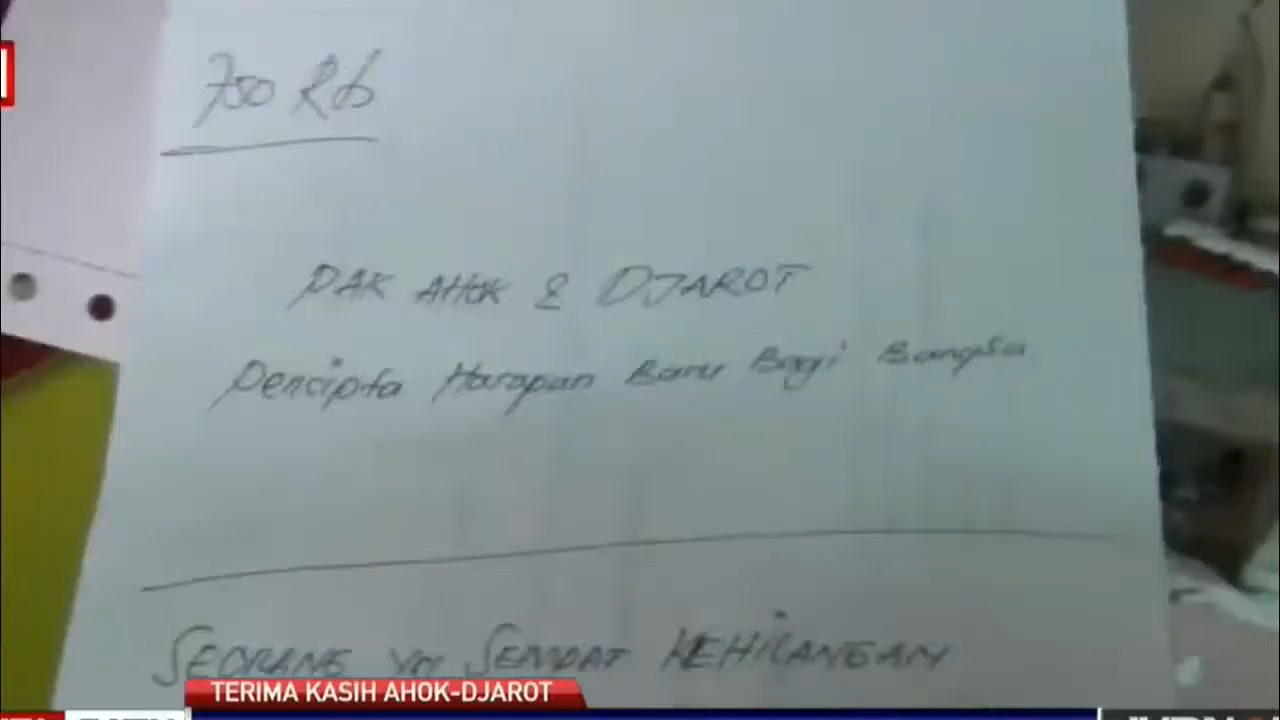 750 Rb
PAK AHOK & DJAROT
Pencipta Harapan Baru Bagi Bangsa
SEORANG YG SEMPAT KEHILANGAN
TERIMA KASIH AHOK-DJAROT